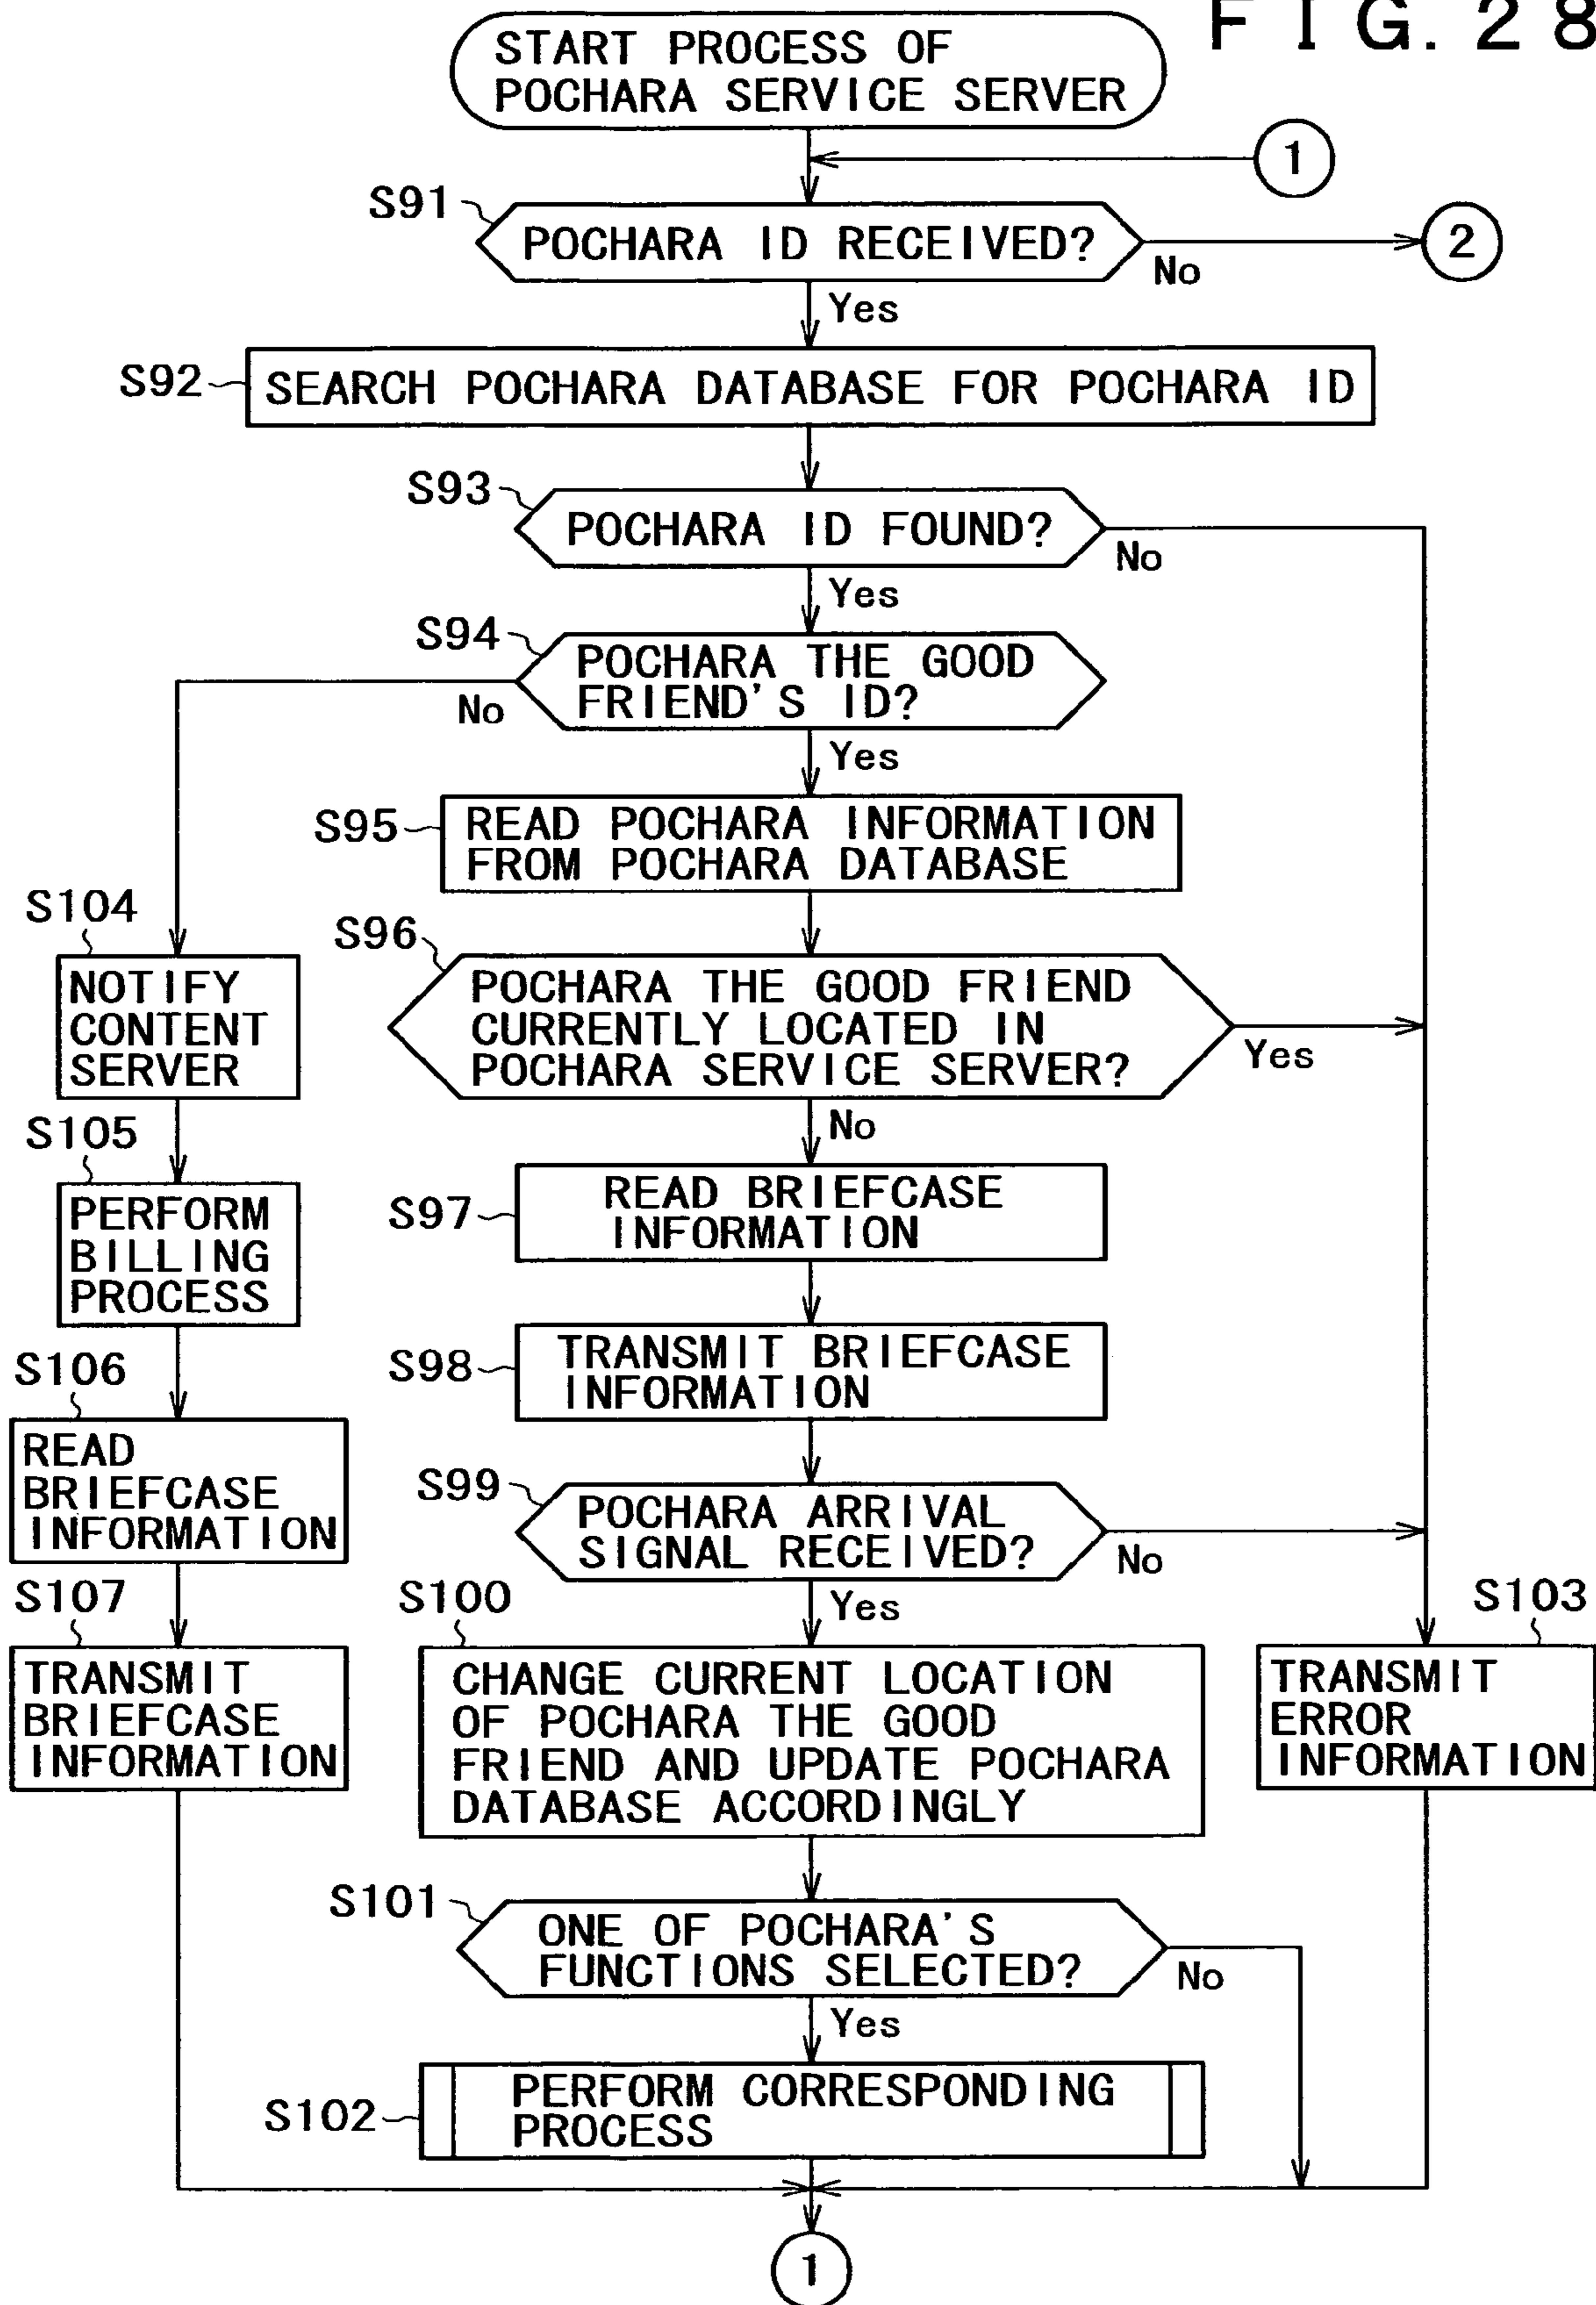 FIG. 28
START PROCESS OF
POCHARA SERVICE SERVER
1
S91
POCHARA ID RECEIVED?
2
No
Yes
S92
SEARCH POCHARA DATABASE FOR POCHARA ID
S93
POCHARA ID FOUND?
No
Yes
S94
POCHARA THE GOOD
FRIEND'S ID?
No
Yes
S95
READ POCHARA INFORMATION
FROM POCHARA DATABASE
S104
NOTIFY
CONTENT
SERVER
S96
POCHARA THE GOOD FRIEND
CURRENTLY LOCATED IN
POCHARA SERVICE SERVER?
Yes
No
S105
PERFORM
BILLING
PROCESS
S97
READ BRIEFCASE
INFORMATION
S98
TRANSMIT BRIEFCASE
INFORMATION
S106
READ
BRIEFCASE
INFORMATION
S99
POCHARA ARRIVAL
SIGNAL RECEIVED?
No
Yes
S107
TRANSMIT
BRIEFCASE
INFORMATION
S100
CHANGE CURRENT LOCATION
OF POCHARA THE GOOD
FRIEND AND UPDATE POCHARA
DATABASE ACCORDINGLY
S103
TRANSMIT
ERROR
INFORMATION
S101
ONE OF POCHARA'S
FUNCTIONS SELECTED?
No
Yes
S102
PERFORM CORRESPONDING
PROCESS
1